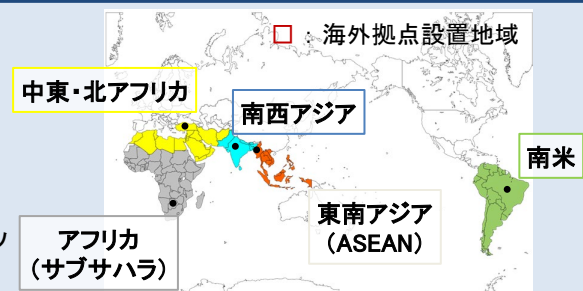 □：海外拠点設置地域
中東・北アフリカ
南西アジア
南米
東南アジア
（ASEAN）
ッ
アフリカ
（サブサハラ）